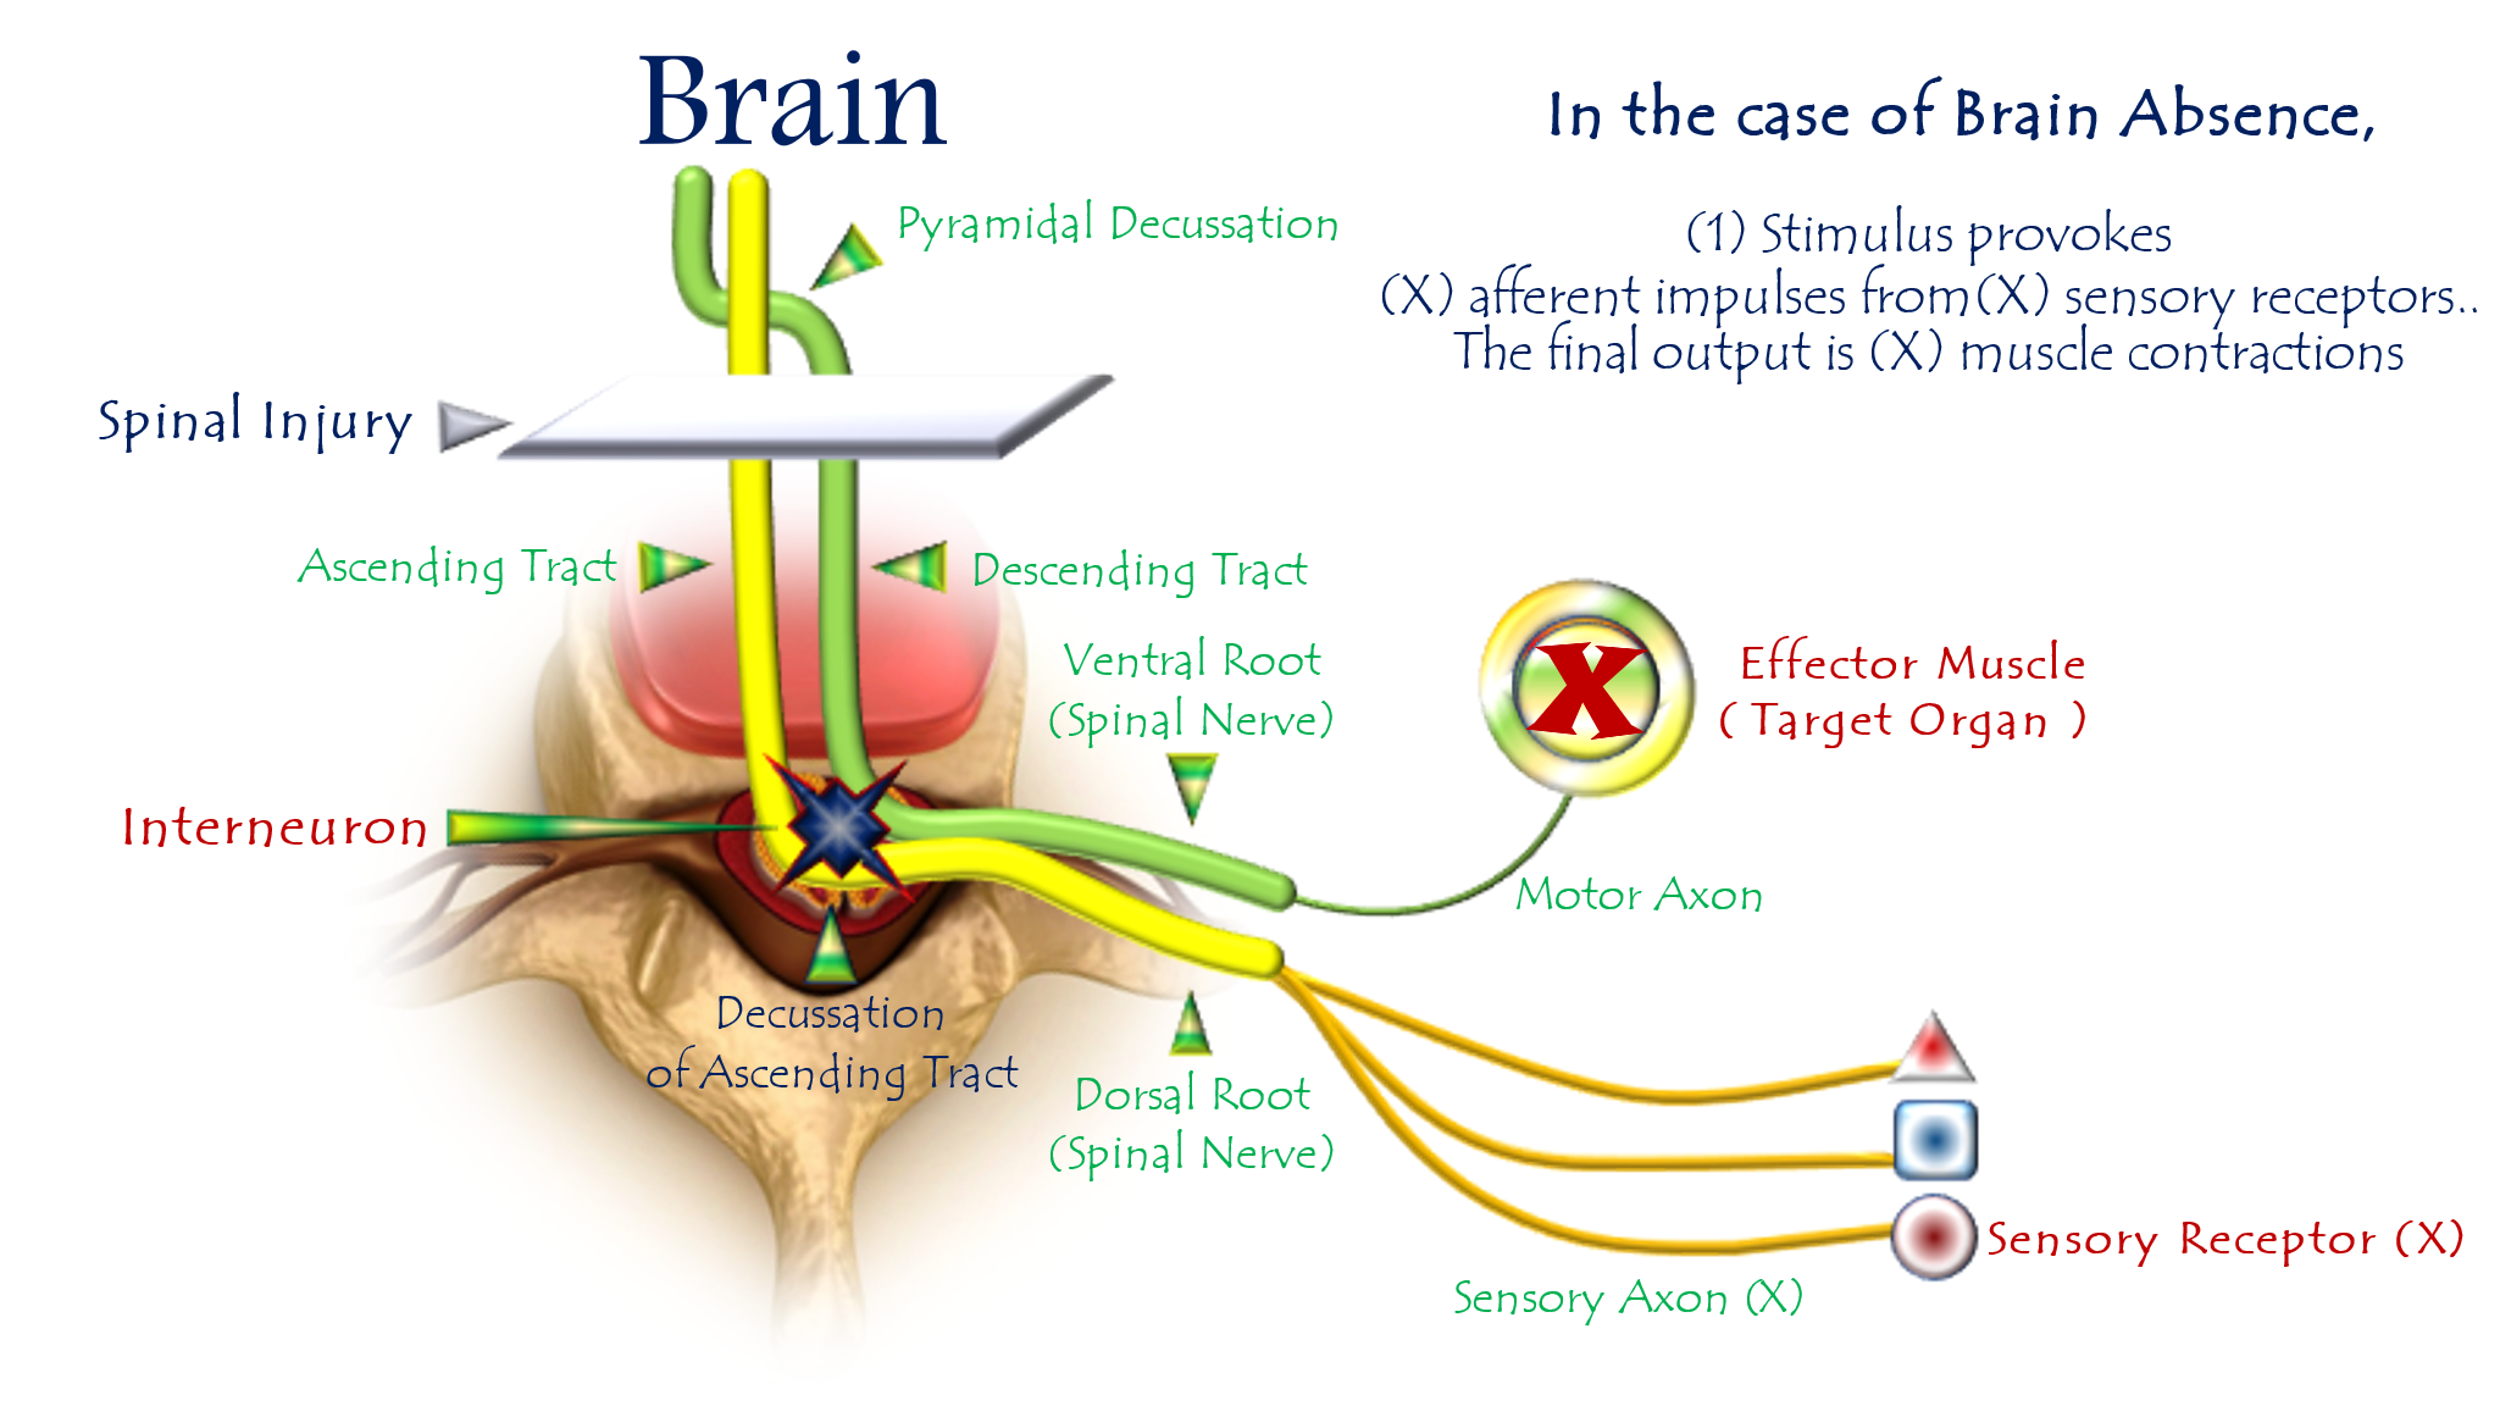 Brain
In the case of Brain Absence,
Pyramidal Decussation
(1) Stimulus provokes
(X) afferent impulses from(X) sensory receptors..
The final output is (X) muscle contractions
Spinal Injury
Ascending Tract
Descending Tract
Ventral Root
(Spinal Nerve)
X
Effector Muscle
( Target Organ )
Interneuron
Motor Axon
Decussation
of Ascending Tract
Dorsal Root
(Spinal Nerve)
Sensory Receptor (X)
Sensory Axon (X)